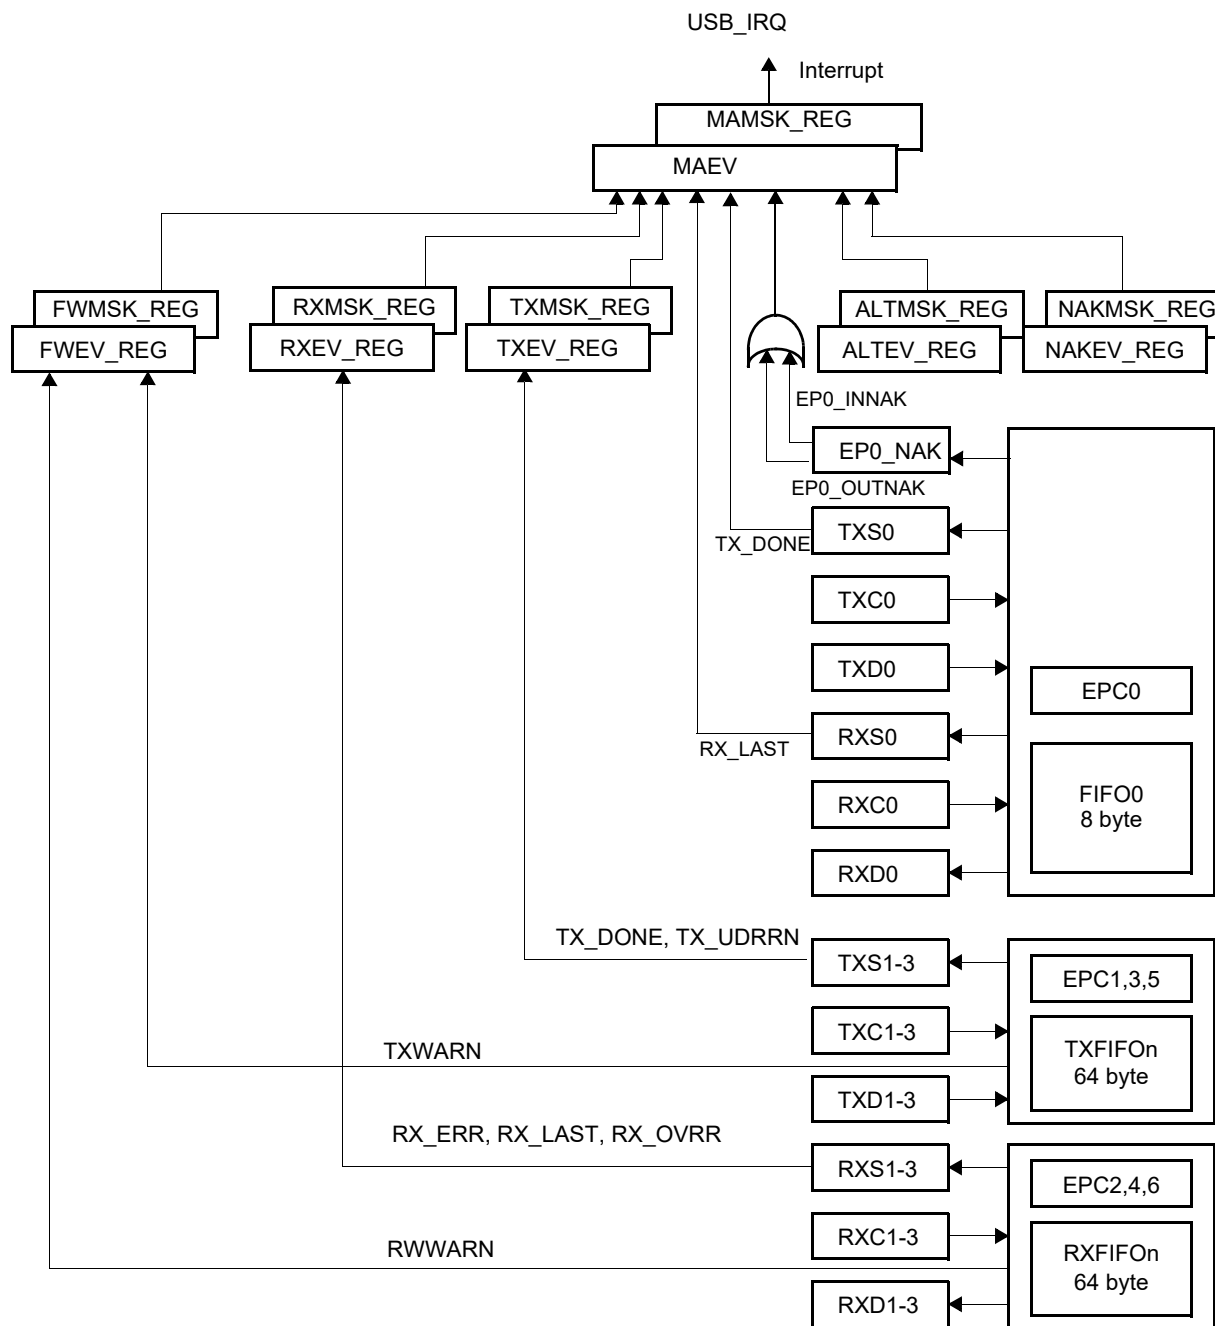 USB_IRQ
Interrupt
MAMSK_REG
MAEV
FWMSK_REG
RXMSK_REG
TXMSK_REG
ALTMSK_REG
NAKMSK_REG
FWEV_REG
RXEV_REG
TXEV_REG
ALTEV_REG
NAKEV_REG
EP0_INNAK
EP0_NAK
EP0_OUTNAK
TXS0
TX_DONE
TXC0
TXD0
EPC0
RXS0
RX_LAST
FIFO0
8 byte
RXC0
RXD0
TX_DONE, TX_UDRRN
TXS1-3
EPC1,3,5
TXC1-3
TXWARN
TXFIFOn
64 byte
TXD1-3
RX_ERR, RX_LAST, RX_OVRR
RXS1-3
EPC2,4,6
RXC1-3
RWWARN
RXFIFOn
64 byte
RXD1-3